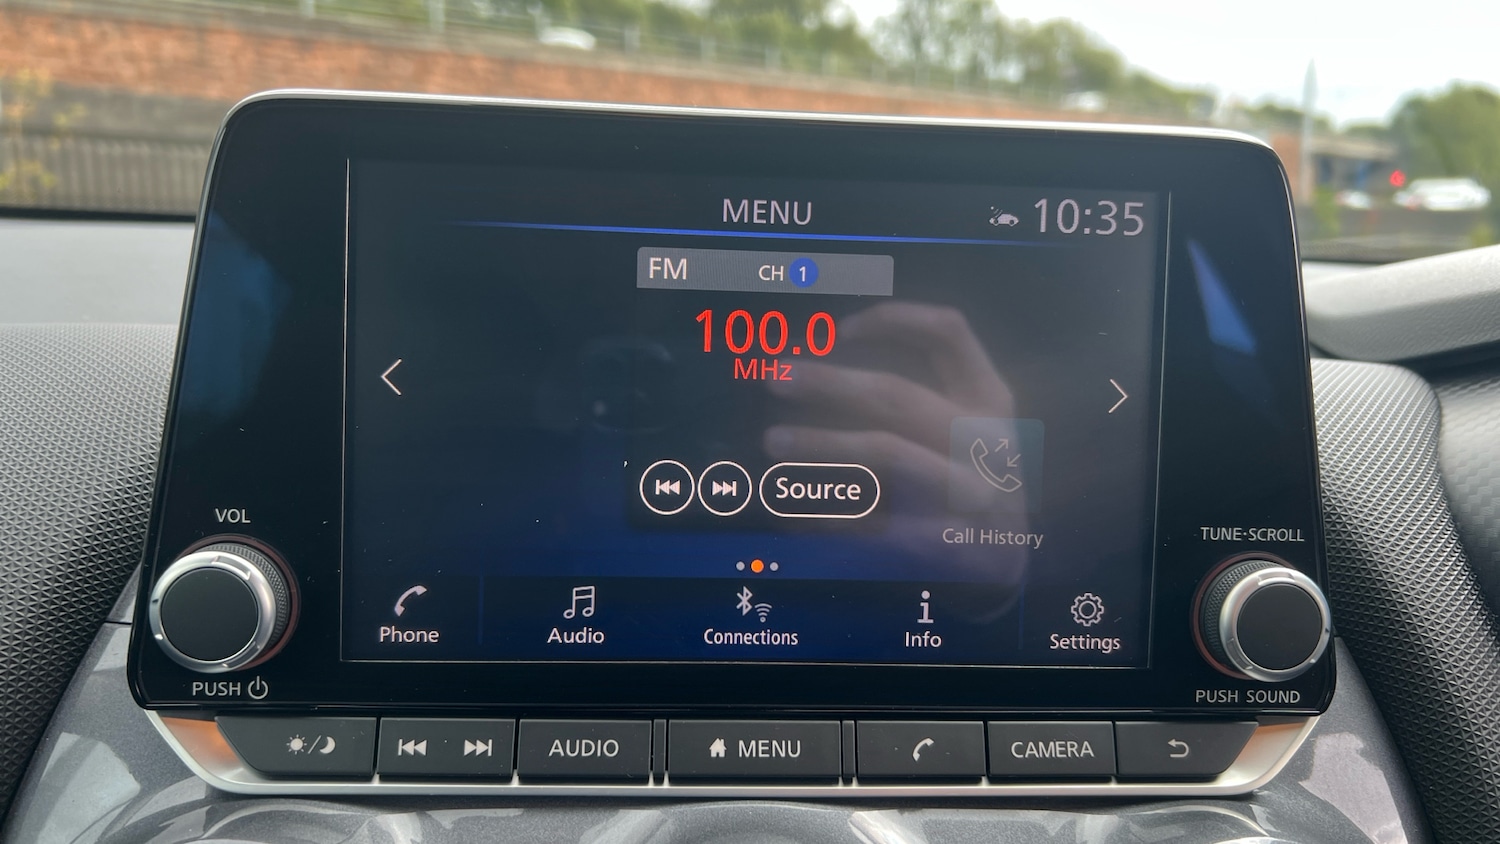 MENU
10:35
FM CH 1
100.0
MHz
Source
Call History
Phone
Audio
Connections
Info
Settings
VOL
PUSH
TUNE·SCROLL
PUSH SOUND
AUDIO
MENU
CAMERA